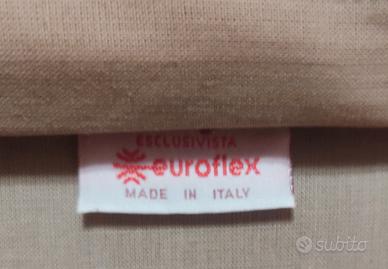 ESCLUSIVISTA
euroflex
MADE IN ITALY
subito